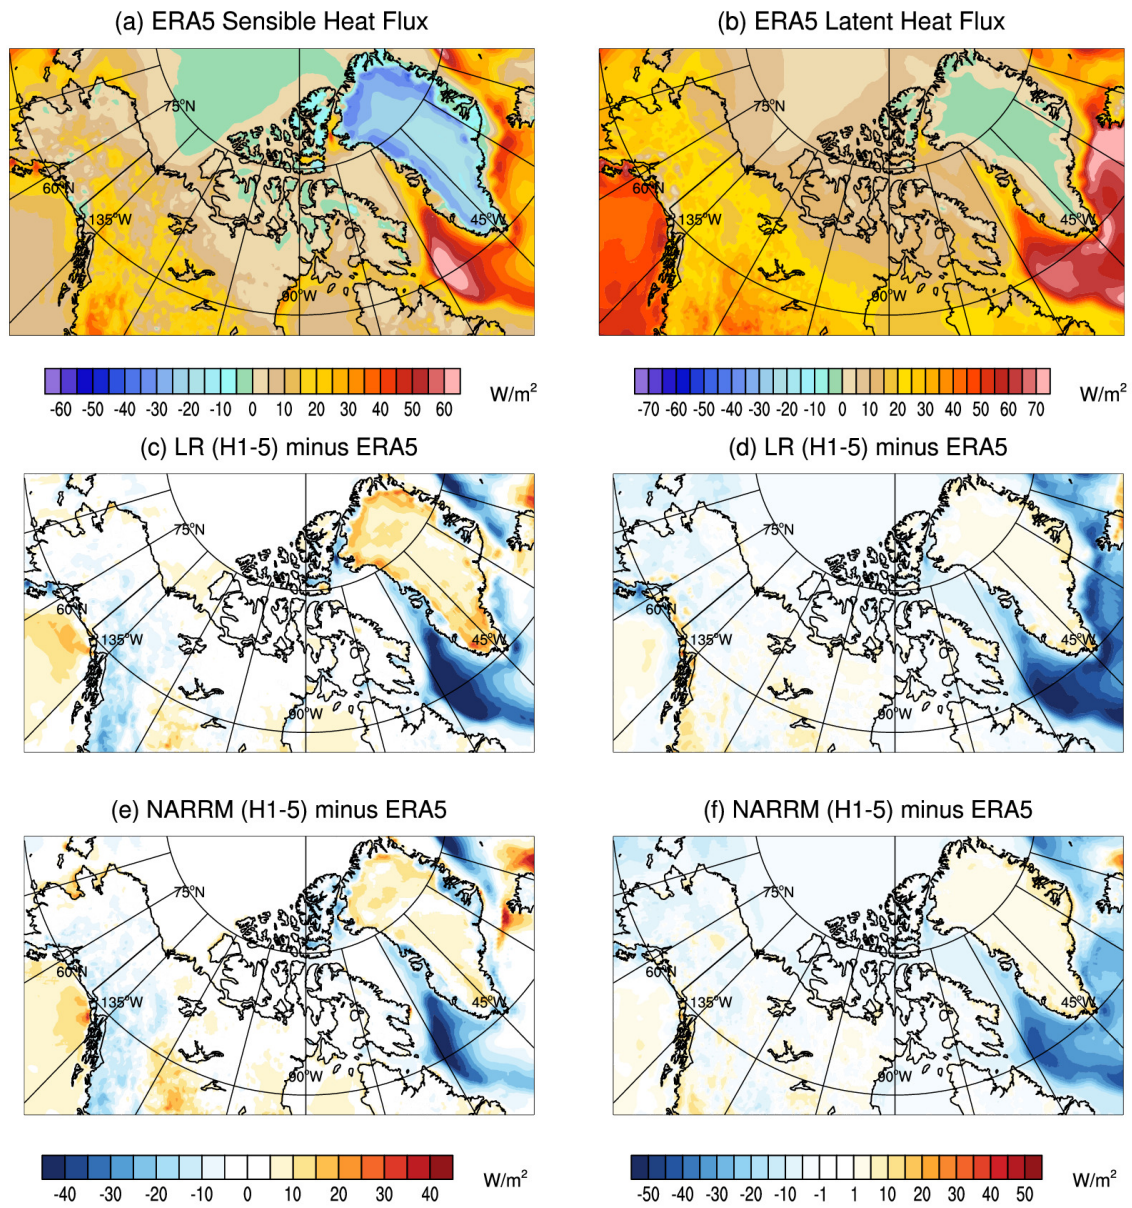 (a) ERA5 Sensible Heat Flux
(b) ERA5 Latent Heat Flux
75°N
60°N
135°W
90°W
45°W
75°N
60°N
135°W
90°W
45°W
-60 -50 -40 -30 -20 -10 0 10 20 30 40 50 60 W/m²
-70 -60 -50 -40 -30 -20 -10 0 10 20 30 40 50 60 70 W/m²
(c) LR (H1-5) minus ERA5
(d) LR (H1-5) minus ERA5
75°N
60°N
135°W
90°W
45°W
75°N
60°N
135°W
90°W
45°W
(e) NARRM (H1-5) minus ERA5
(f) NARRM (H1-5) minus ERA5
75°N
60°N
135°W
90°W
45°W
75°N
60°N
135°W
90°W
45°W
-40 -30 -20 -10 0 10 20 30 40 W/m²
-50 -40 -30 -20 -10 -1 1 10 20 30 40 50 W/m²